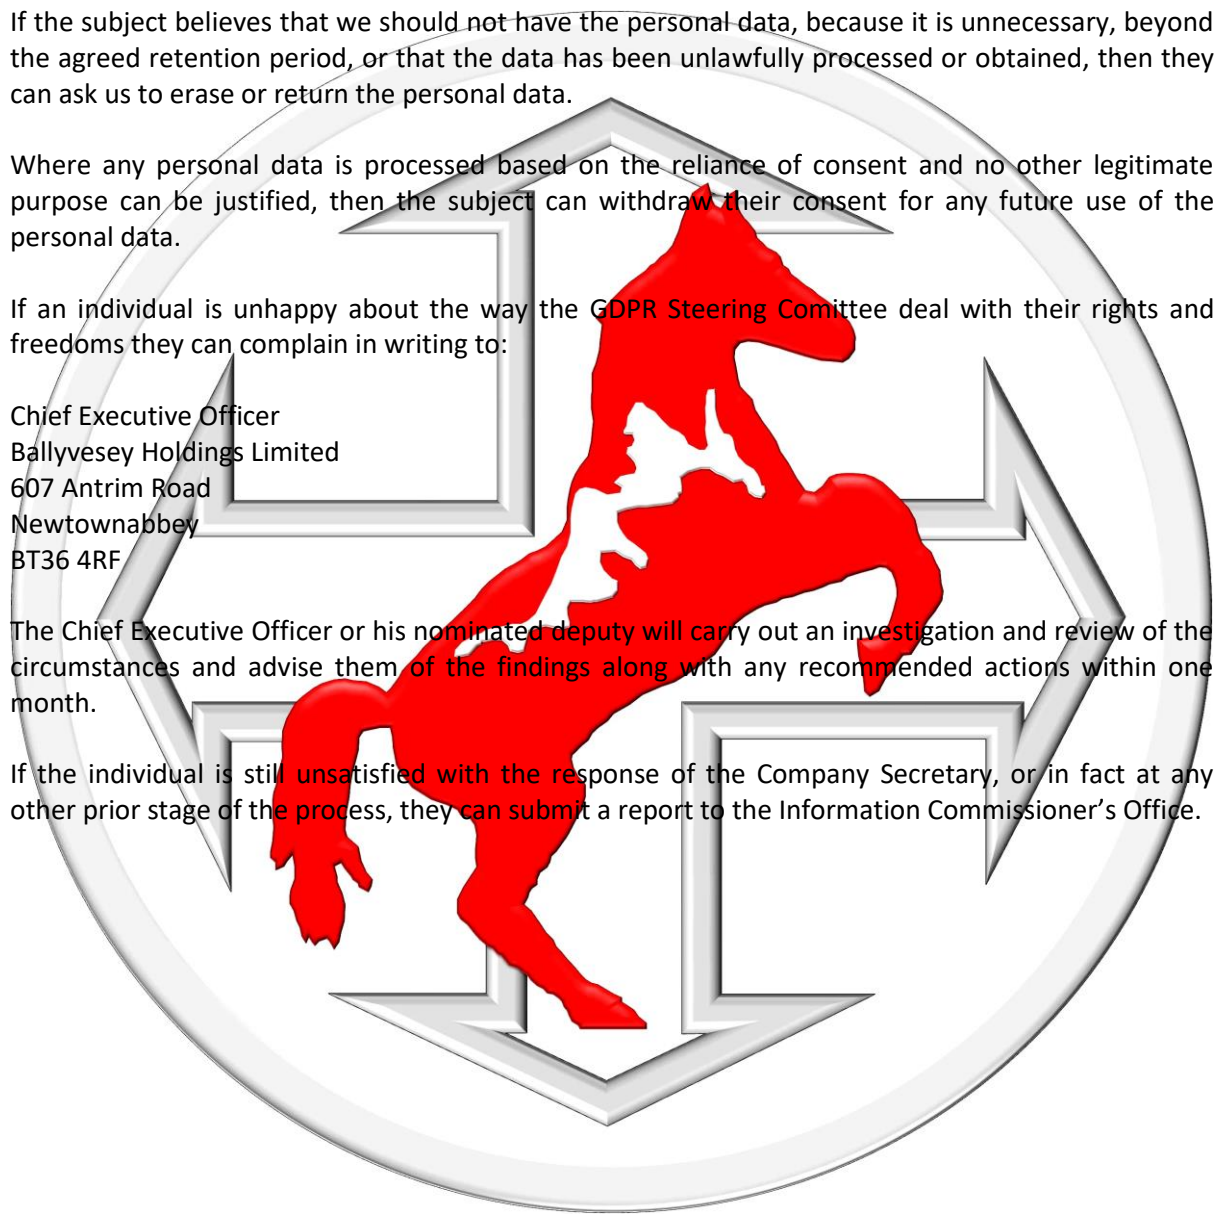 If the subject believes that we should not have the personal data, because it is unnecessary, beyond
the agreed retention period, or that the data has been unlawfully processed or obtained, then they
can ask us to erase or return the personal data.
Where any personal data is processed based on the reliance of consent and no other legitimate
purpose can be justified, then the subject can withdraw their consent for any future use of the
personal data.
If an individual is unhappy about the way the GDPR Steering Comittee deal with their rights and
freedoms they can complain in writing to:
Chief Executive Officer
Ballyvesey Holdings Limited
607 Antrim Road
Newtownabbey
BT36 4RF
The Chief Executive Officer or his nominated deputy will carry out an investigation and review of the
circumstances and advise them of the findings along with any recommended actions within one
month.
If the individual is still unsatisfied with the response of the Company Secretary, or in fact at any
other prior stage of the process, they can submit a report to the Information Commissioner’s Office.